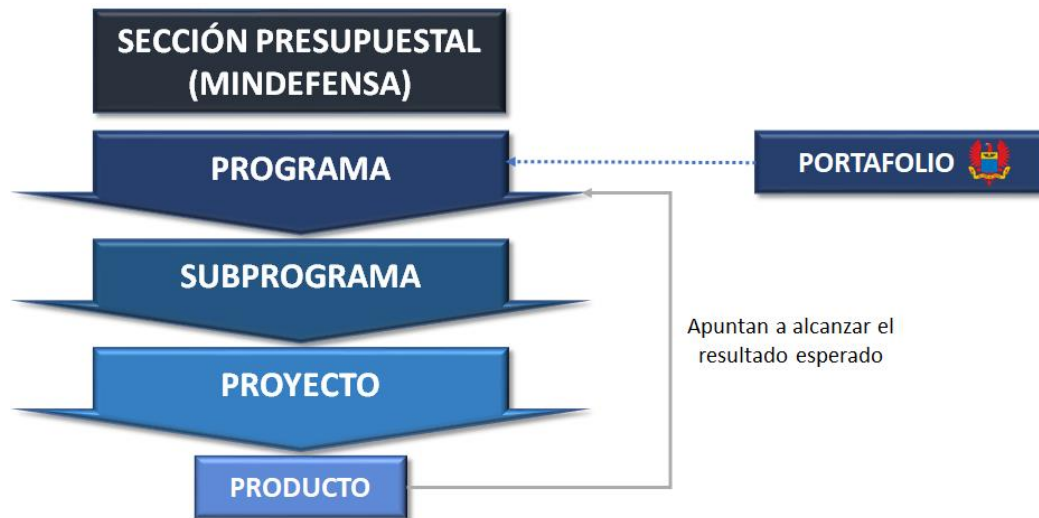 SECCIÓN PRESUPUESTAL
(MINDEFENSA)
PROGRAMA
PORTAFOLIO
SUBPROGRAMA
Apuntan a alcanzar el
resultado esperado
PROYECTO
PRODUCTO